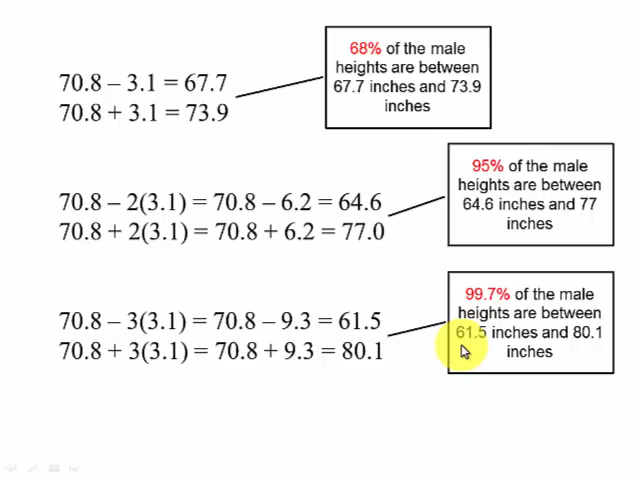 70.8 – 3.1 = 67.7
70.8 + 3.1 = 73.9
68% of the male
heights are between
67.7 inches and 73.9
inches
70.8 – 2(3.1) = 70.8 – 6.2 = 64.6
70.8 + 2(3.1) = 70.8 + 6.2 = 77.0
95% of the male
heights are between
64.6 inches and 77
inches
70.8 – 3(3.1) = 70.8 – 9.3 = 61.5
70.8 + 3(3.1) = 70.8 + 9.3 = 80.1
99.7% of the male
heights are between
61.5 inches and 80.1
inches